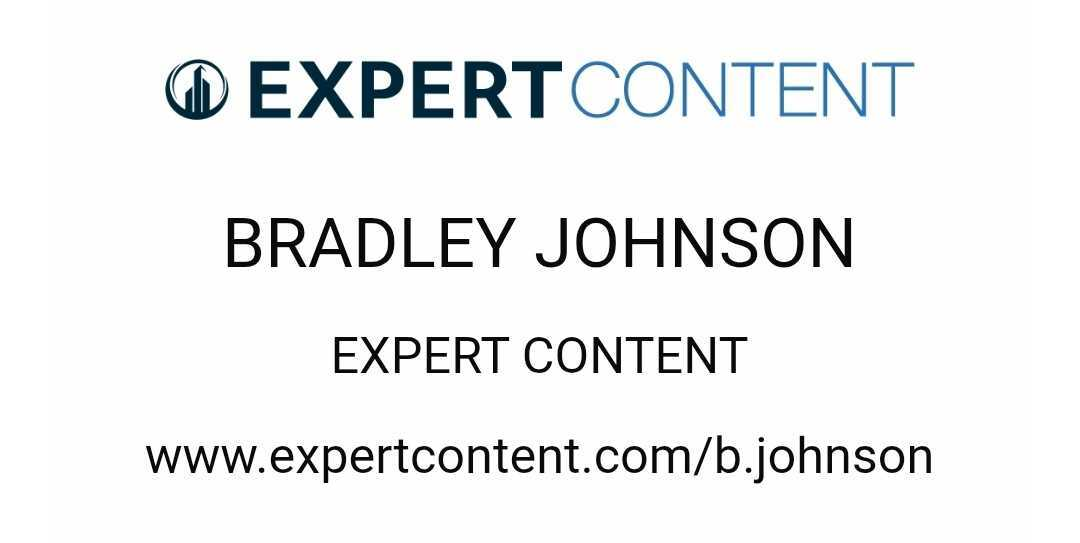 EXPERTCONTENT
BRADLEY JOHNSON
EXPERT CONTENT
www.expertcontent.com/b.johnson